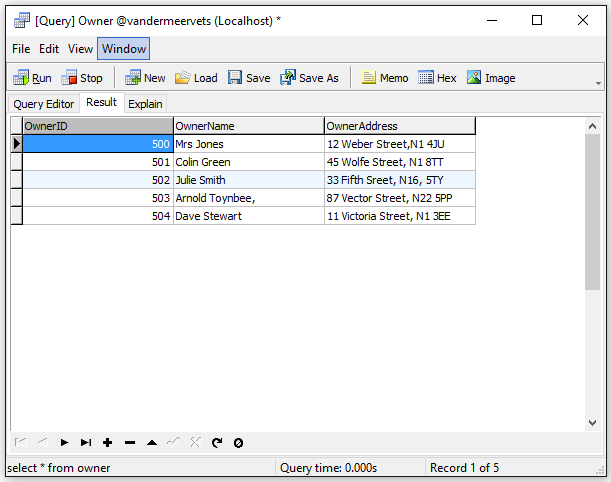 [Query] Owner @vandermeervets (Localhost) *
File Edit View Window
Run Stop New Load Save Save As Memo Hex Image
Query Editor Result Explain
OwnerID OwnerName OwnerAddress
500 Mrs Jones 12 Weber Street,N1 4JU
501 Colin Green 45 Wolfe Street, N1 8TT
502 Julie Smith 33 Fifth Sreet, N16, 5TY
503 Arnold Toynbee, 87 Vector Street, N22 5PP
504 Dave Stewart 11 Victoria Street, N1 3EE
select * from owner Query time: 0.000s Record 1 of 5